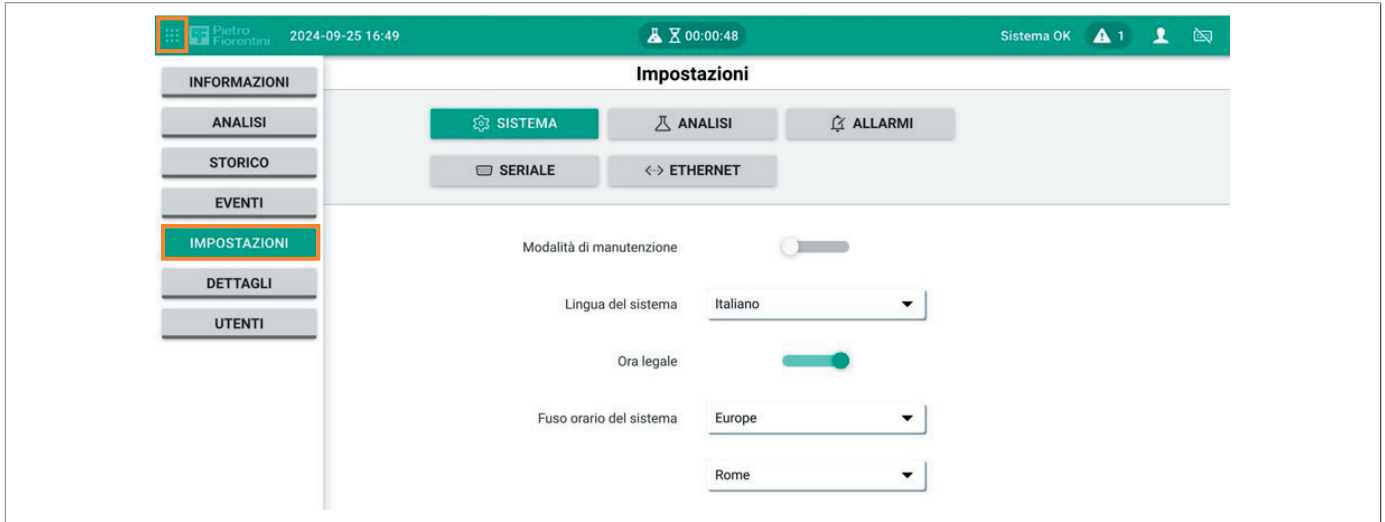 Pietro
Fiorentini
2024-09-25 16:49
00:00:48
Sistema OK
1
INFORMAZIONI
ANALISI
STORICO
EVENTI
IMPOSTAZIONI
DETTAGLI
UTENTI
Impostazioni
SISTEMA
ANALISI
ALLARMI
SERIALE
ETHERNET
Modalità di manutenzione
Lingua del sistema Italiano
Ora legale
Fuso orario del sistema Europe
Rome